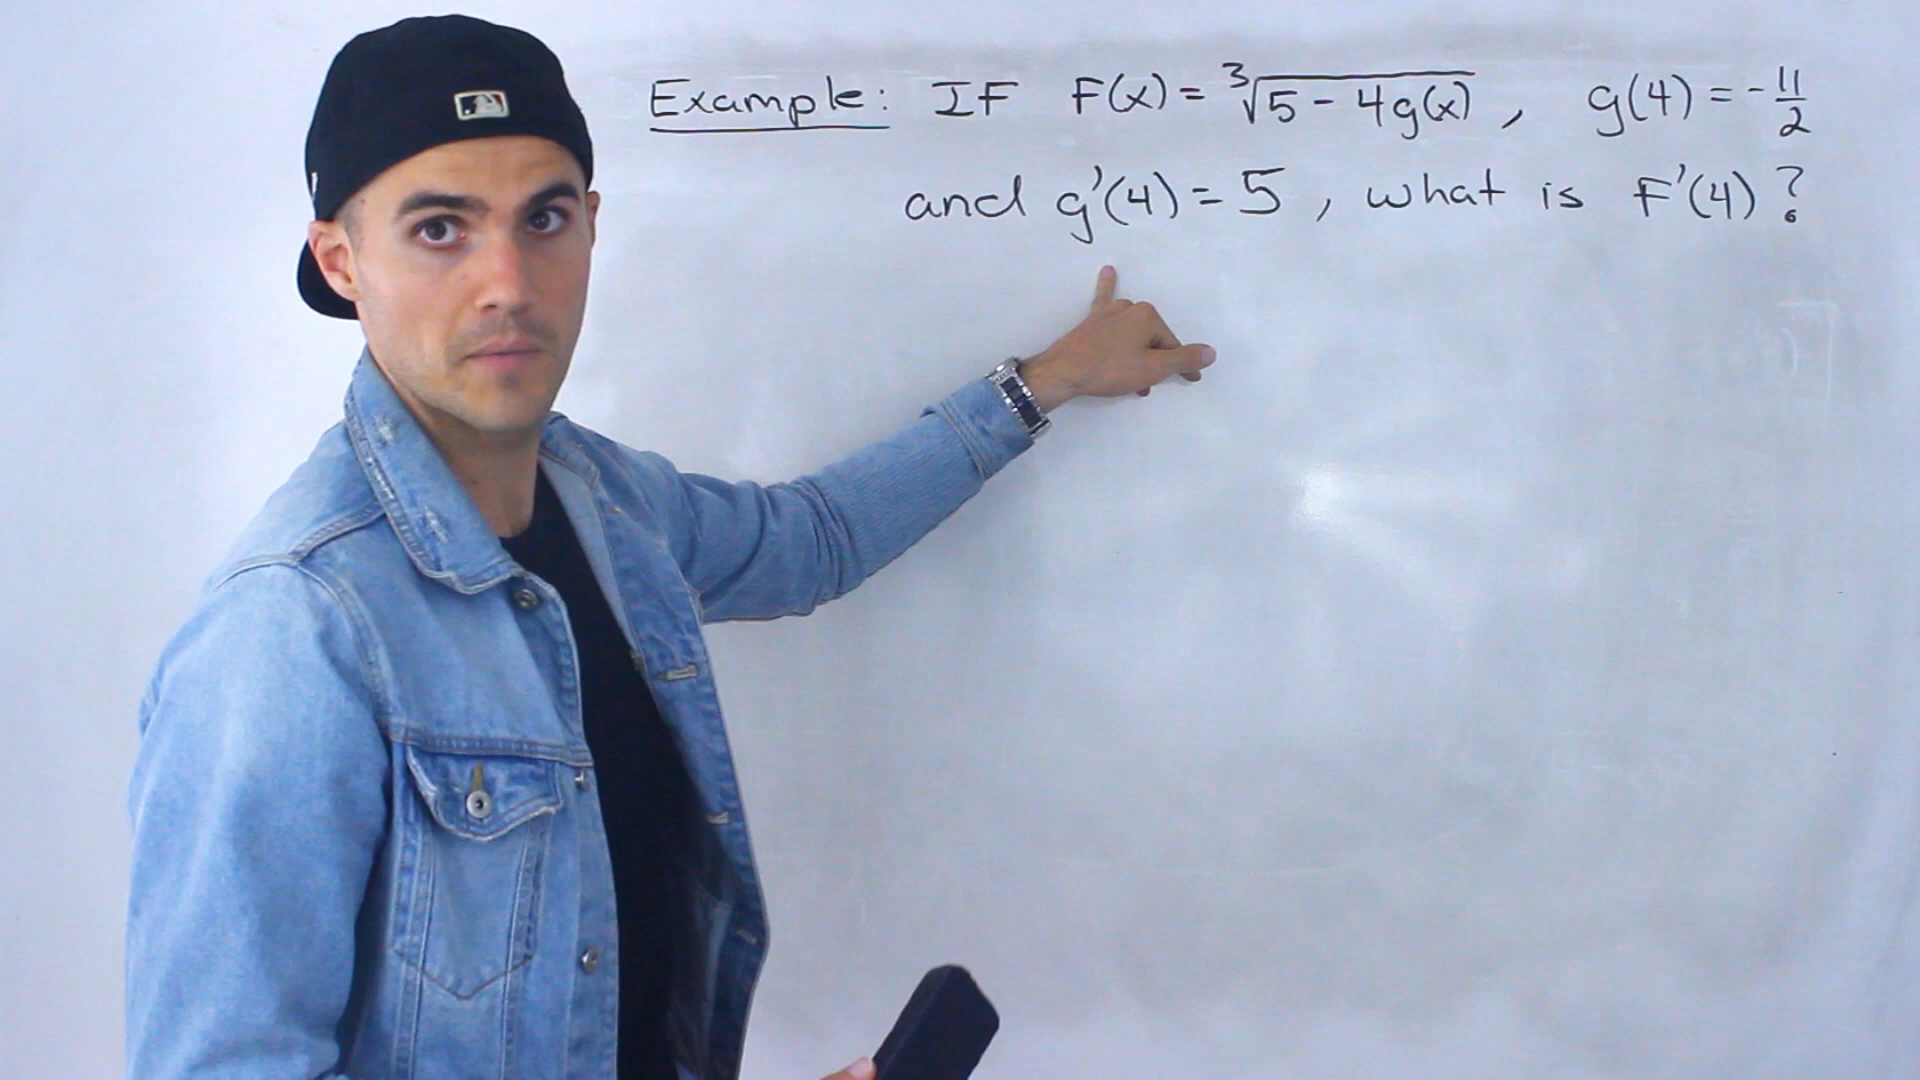 Example: IF F(x) = ∛(5 - 4g(x)) , g(4) = -11/2
and g'(4) = 5 , what is F'(4) ?